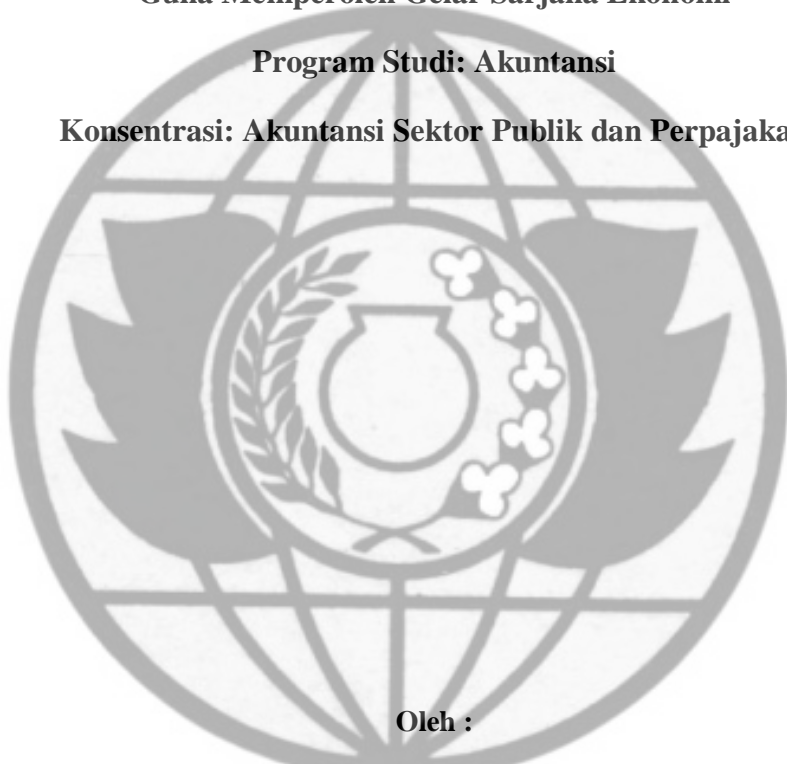 Guna Memperoleh Gelar Sarjana Ekonomi
Program Studi: Akuntansi
Konsentrasi: Akuntansi Sektor Publik dan Perpajaka
Oleh :